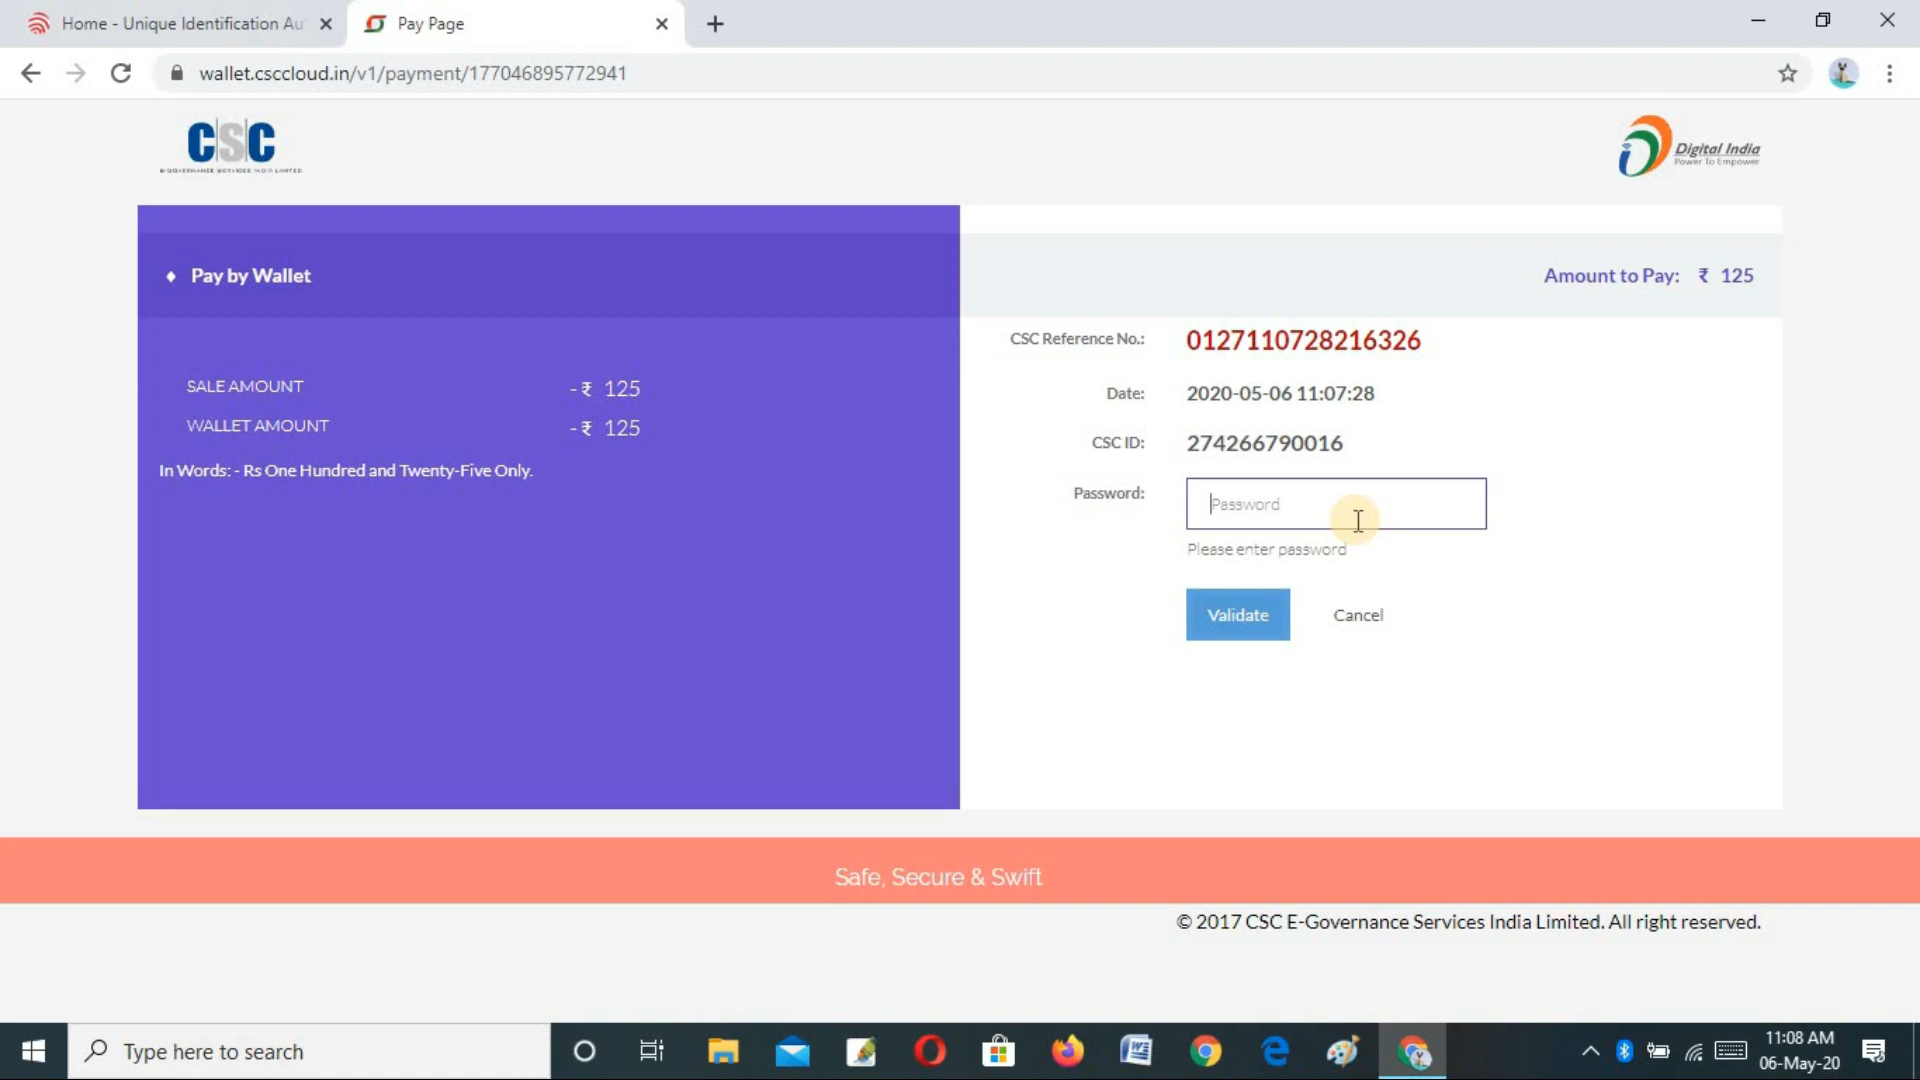 Home - Unique Identification Au
Pay Page
wallet.csccloud.in/v1/payment/177046895772941
CSC
E-GOVERNANCE SERVICES INDIA LIMITED
Digital India
Power To Empower
Pay by Wallet
Amount to Pay: ₹ 125
SALE AMOUNT - ₹ 125
WALLET AMOUNT - ₹ 125
In Words: - Rs One Hundred and Twenty-Five Only.
CSC Reference No.: 0127110728216326
Date: 2020-05-06 11:07:28
CSC ID: 274266790016
Password: Password
Please enter password
Validate Cancel
Safe, Secure & Swift
© 2017 CSC E-Governance Services India Limited. All right reserved.
Type here to search
11:08 AM
06-May-20